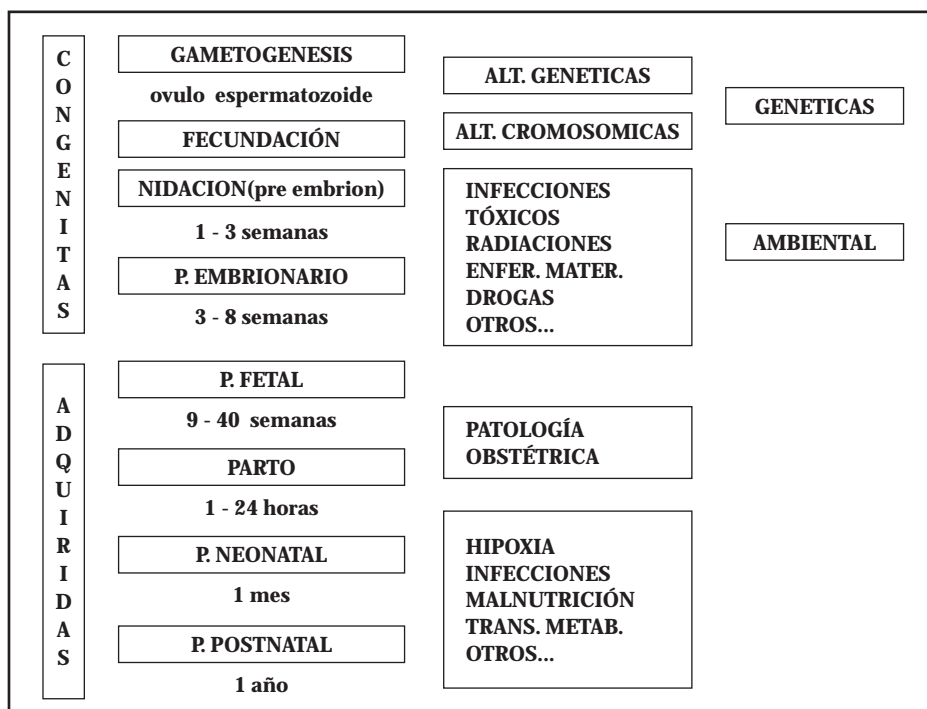 CONGENITAS
GAMETOGENESIS
ovulo espermatozoide
FECUNDACIÓN
NIDACION(pre embrion)
1 - 3 semanas
P. EMBRIONARIO
3 - 8 semanas
ADQUIRIDAS
P. FETAL
9 - 40 semanas
PARTO
1 - 24 horas
P. NEONATAL
1 mes
P. POSTNATAL
1 año
ALT. GENETICAS
ALT. CROMOSOMICAS
INFECCIONES
TÓXICOS
RADIACIONES
ENFER. MATER.
DROGAS
OTROS...
PATOLOGÍA
OBSTÉTRICA
HIPOXIA
INFECCIONES
MALNUTRICIÓN
TRANS. METAB.
OTROS...
GENETICAS
AMBIENTAL